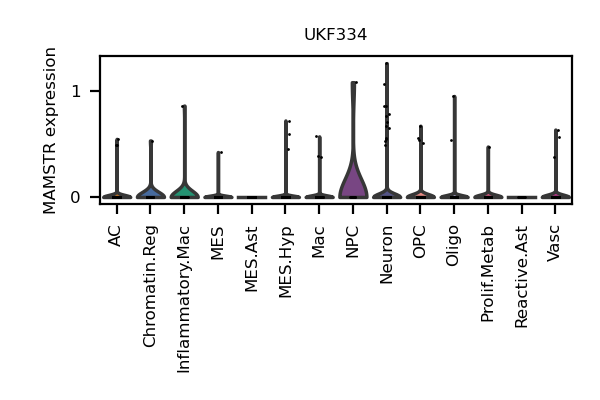 UKF334
MAMSTR expression
1
0
AC
Chromatin.Reg
Inflammatory.Mac
MES
MES.Ast
MES.Hyp
Mac
NPC
Neuron
OPC
Oligo
Prolif.Metab
Reactive.Ast
Vasc